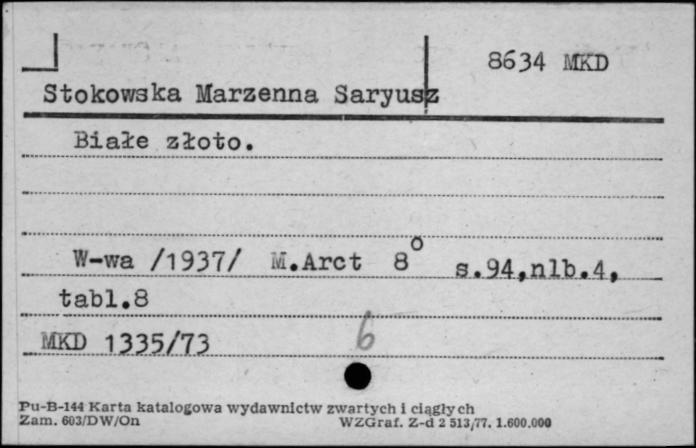 8634 MKD
Stokowska Marzenna Saryusz
Białe złoto.
W-wa /1937/ M.Arct 8° s.94,nlb.4,
tabl.8
MKD 1335/73 6
Pu-B-144 Karta katalogowa wydawnictw zwartych i ciągłych
Zam. 603/DW/On WZGraf. Z-d 2 513/77. 1.600.000